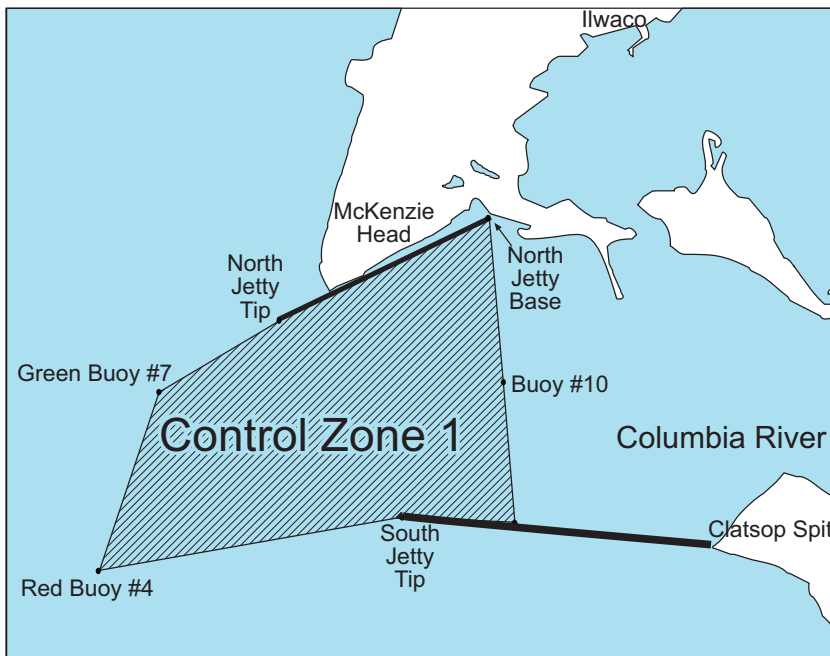 Ilwaco
McKenzie
Head
North
Jetty
Tip
North
Jetty
Base
Green Buoy #7
Buoy #10
Control Zone 1
Columbia River
South
Jetty
Tip
Clatsop Spit
Red Buoy #4